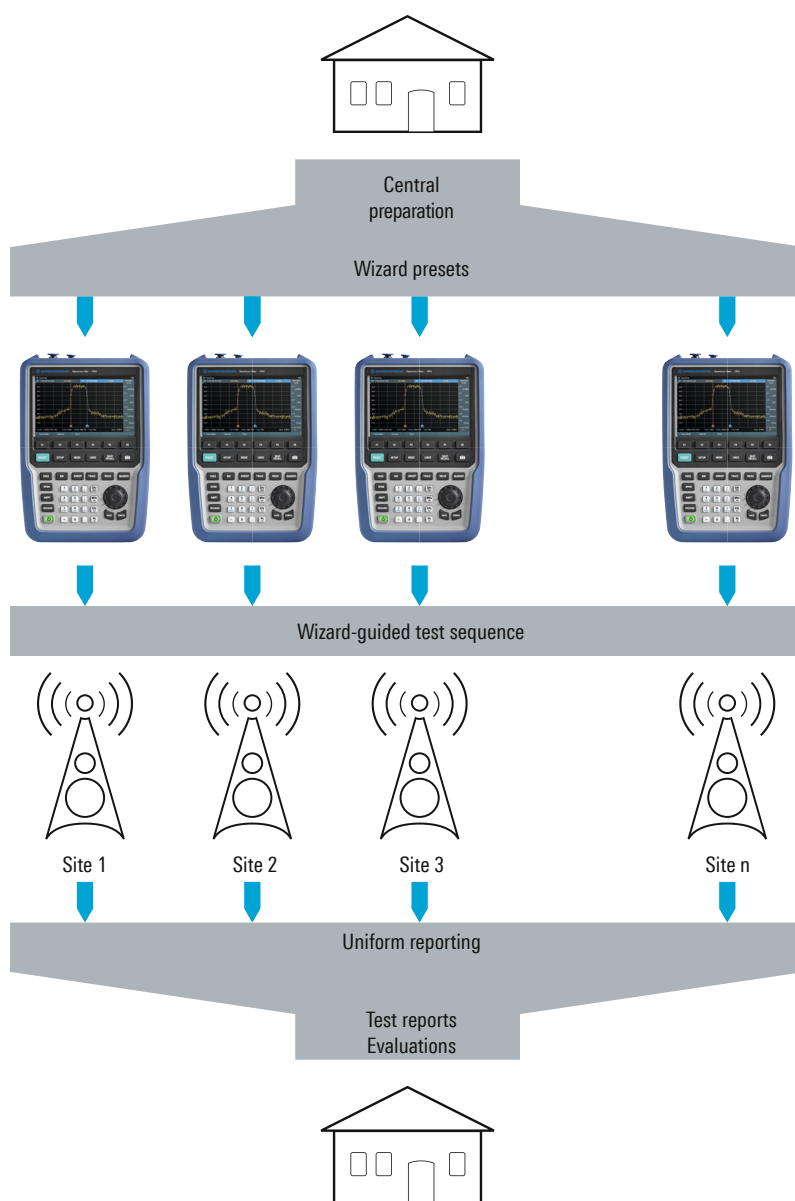 Central
preparation
Wizard presets
Wizard-guided test sequence
Site 1
Site 2
Site 3
Site n
Uniform reporting
Test reports
Evaluations